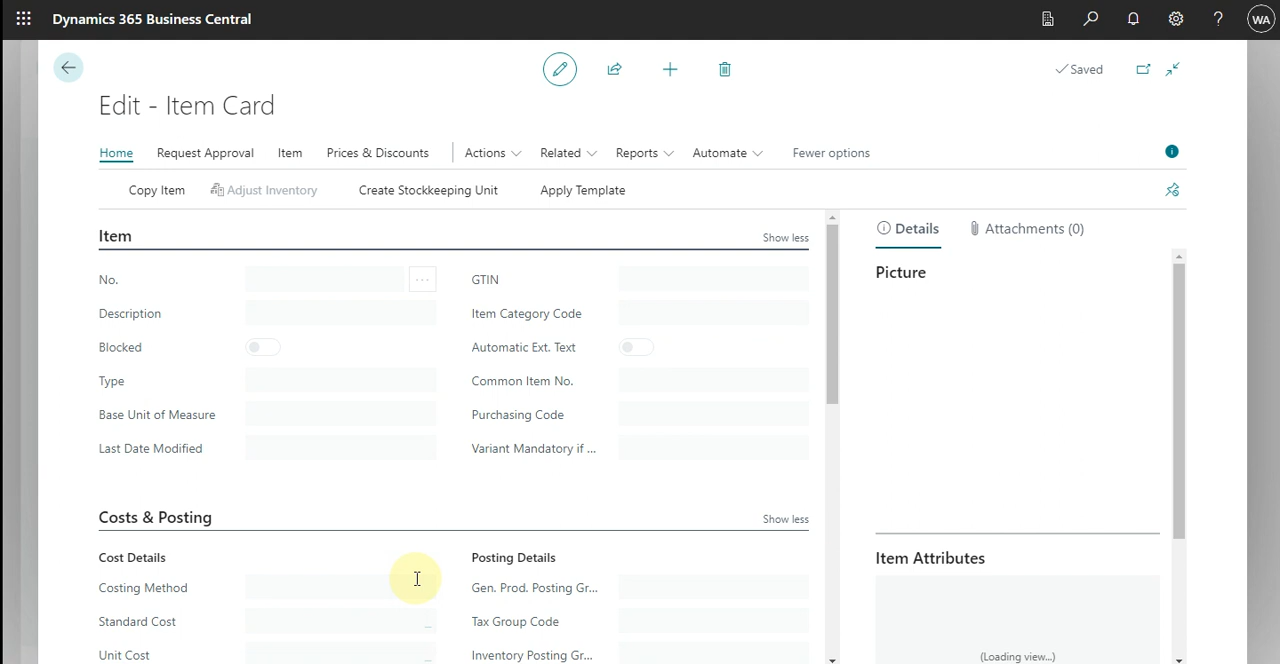 Dynamics 365 Business Central
? WA
Saved
Edit - Item Card
Home Request Approval Item Prices & Discounts Actions Related Reports Automate Fewer options
Copy Item Adjust Inventory Create Stockkeeping Unit Apply Template
Item Show less
Details Attachments (0)
Picture
No. ... GTIN
Description Item Category Code
Blocked Automatic Ext. Text
Type Common Item No.
Base Unit of Measure Purchasing Code
Last Date Modified Variant Mandatory if ...
Costs & Posting Show less
Cost Details Posting Details
Item Attributes
Costing Method Gen. Prod. Posting Gr...
Standard Cost Tax Group Code
Unit Cost Inventory Posting Gr...
(Loading view...)